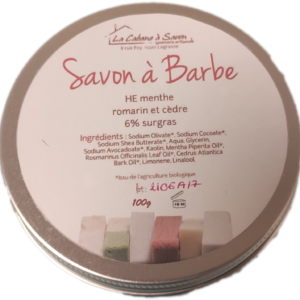 La Cabane à Savon
Savon à Barbe
HE menthe
romarin et cèdre
6% surgras
Ingrédients : Sodium Olivate*, Sodium Cocoate*,
Sodium Shea Butterate*, Aqua, Glycerin,
Sodium Avocadoate*, Kaolin, Mentha Piperita Oil*,
Rosmarinus Officinalis Leaf Oil*, Cedrus Atlantica
Bark Oil*, Limonene, Linalool
*Issu de l'agriculture biologique
100g